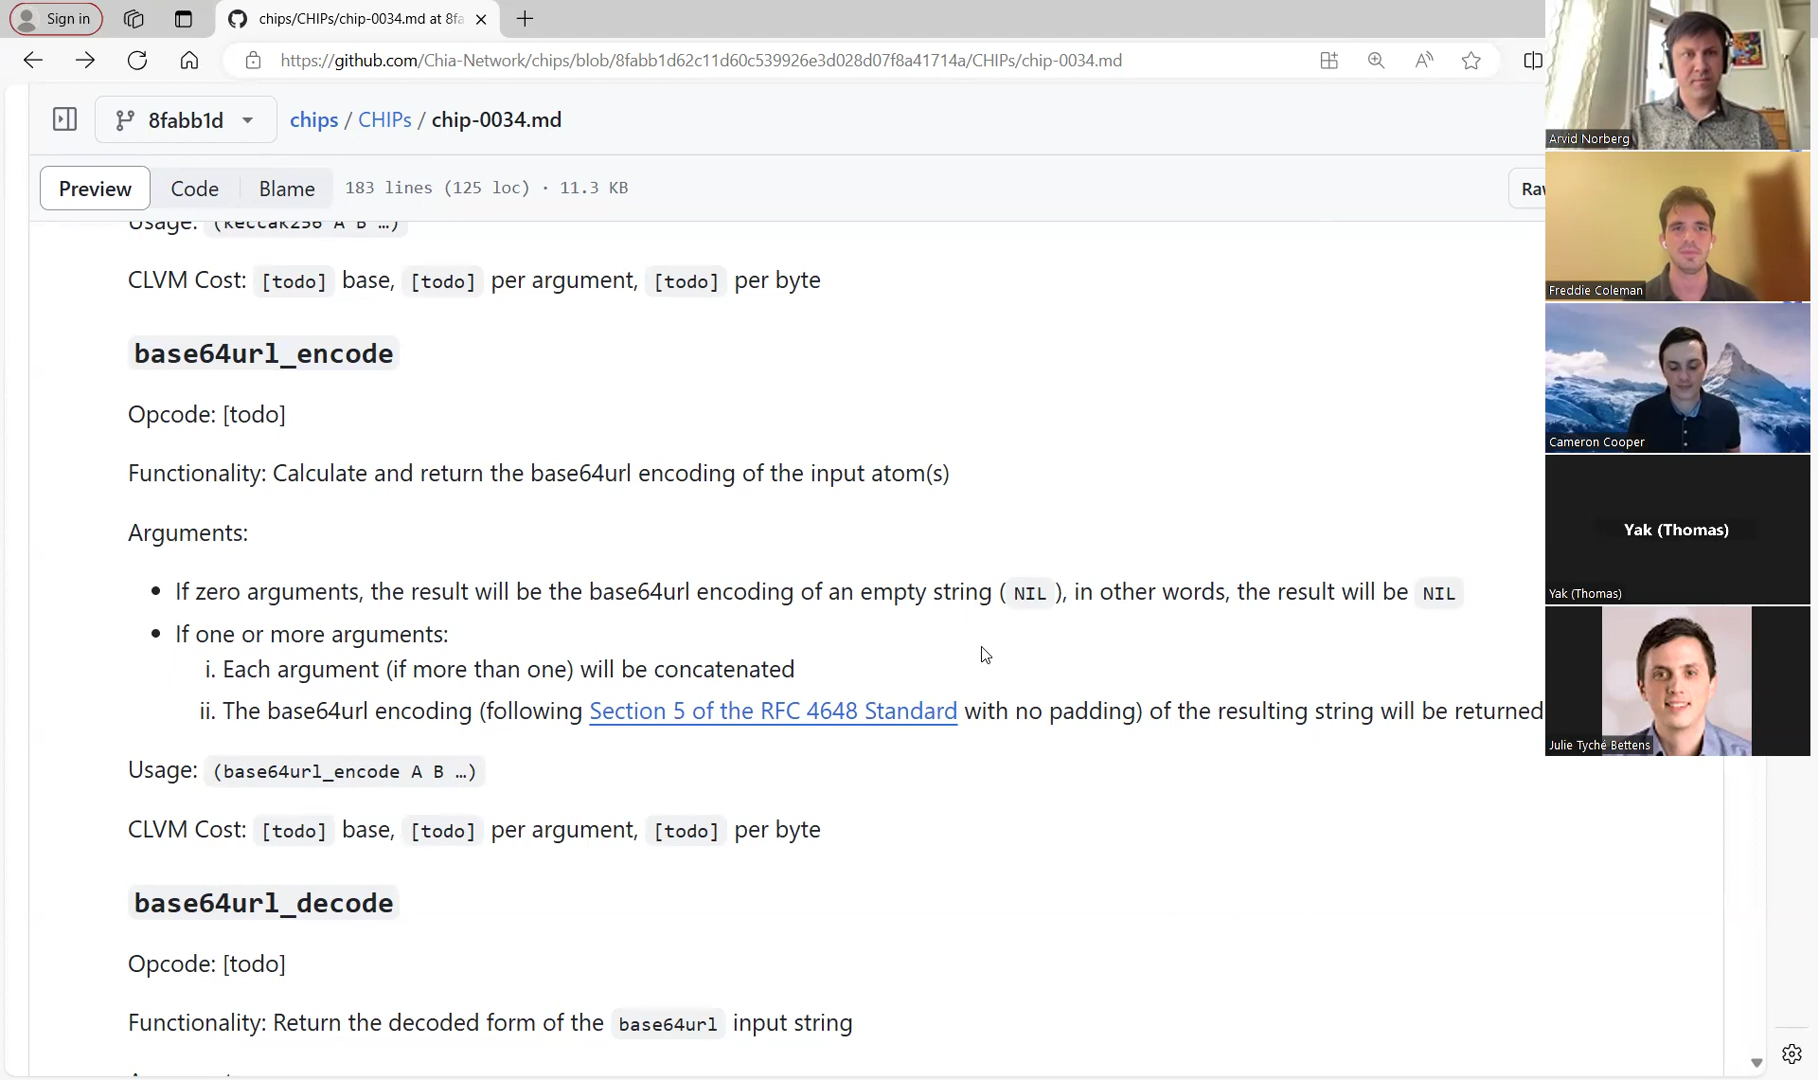 Sign in
chips/CHIPs/chip-0034.md at 8fa
https://github.com/Chia-Network/chips/blob/8fabb1d62c11d60c539926e3d028d07f8a41714a/CHIPs/chip-0034.md
8fabb1d
chips / CHIPs / chip-0034.md
Preview Code Blame 183 lines (125 loc) · 11.3 KB
Raw
Usage: (keccak256 A B …)
CLVM Cost: [todo] base, [todo] per argument, [todo] per byte
base64url_encode
Opcode: [todo]
Functionality: Calculate and return the base64url encoding of the input atom(s)
Arguments:
• If zero arguments, the result will be the base64url encoding of an empty string ( NIL ), in other words, the result will be NIL
• If one or more arguments:
i. Each argument (if more than one) will be concatenated
ii. The base64url encoding (following Section 5 of the RFC 4648 Standard with no padding) of the resulting string will be returned
Usage: (base64url_encode A B …)
CLVM Cost: [todo] base, [todo] per argument, [todo] per byte
base64url_decode
Opcode: [todo]
Functionality: Return the decoded form of the base64url input string
Arvid Norberg
Freddie Coleman
Cameron Cooper
Yak (Thomas)
Yak (Thomas)
Julie Tyché Bettens